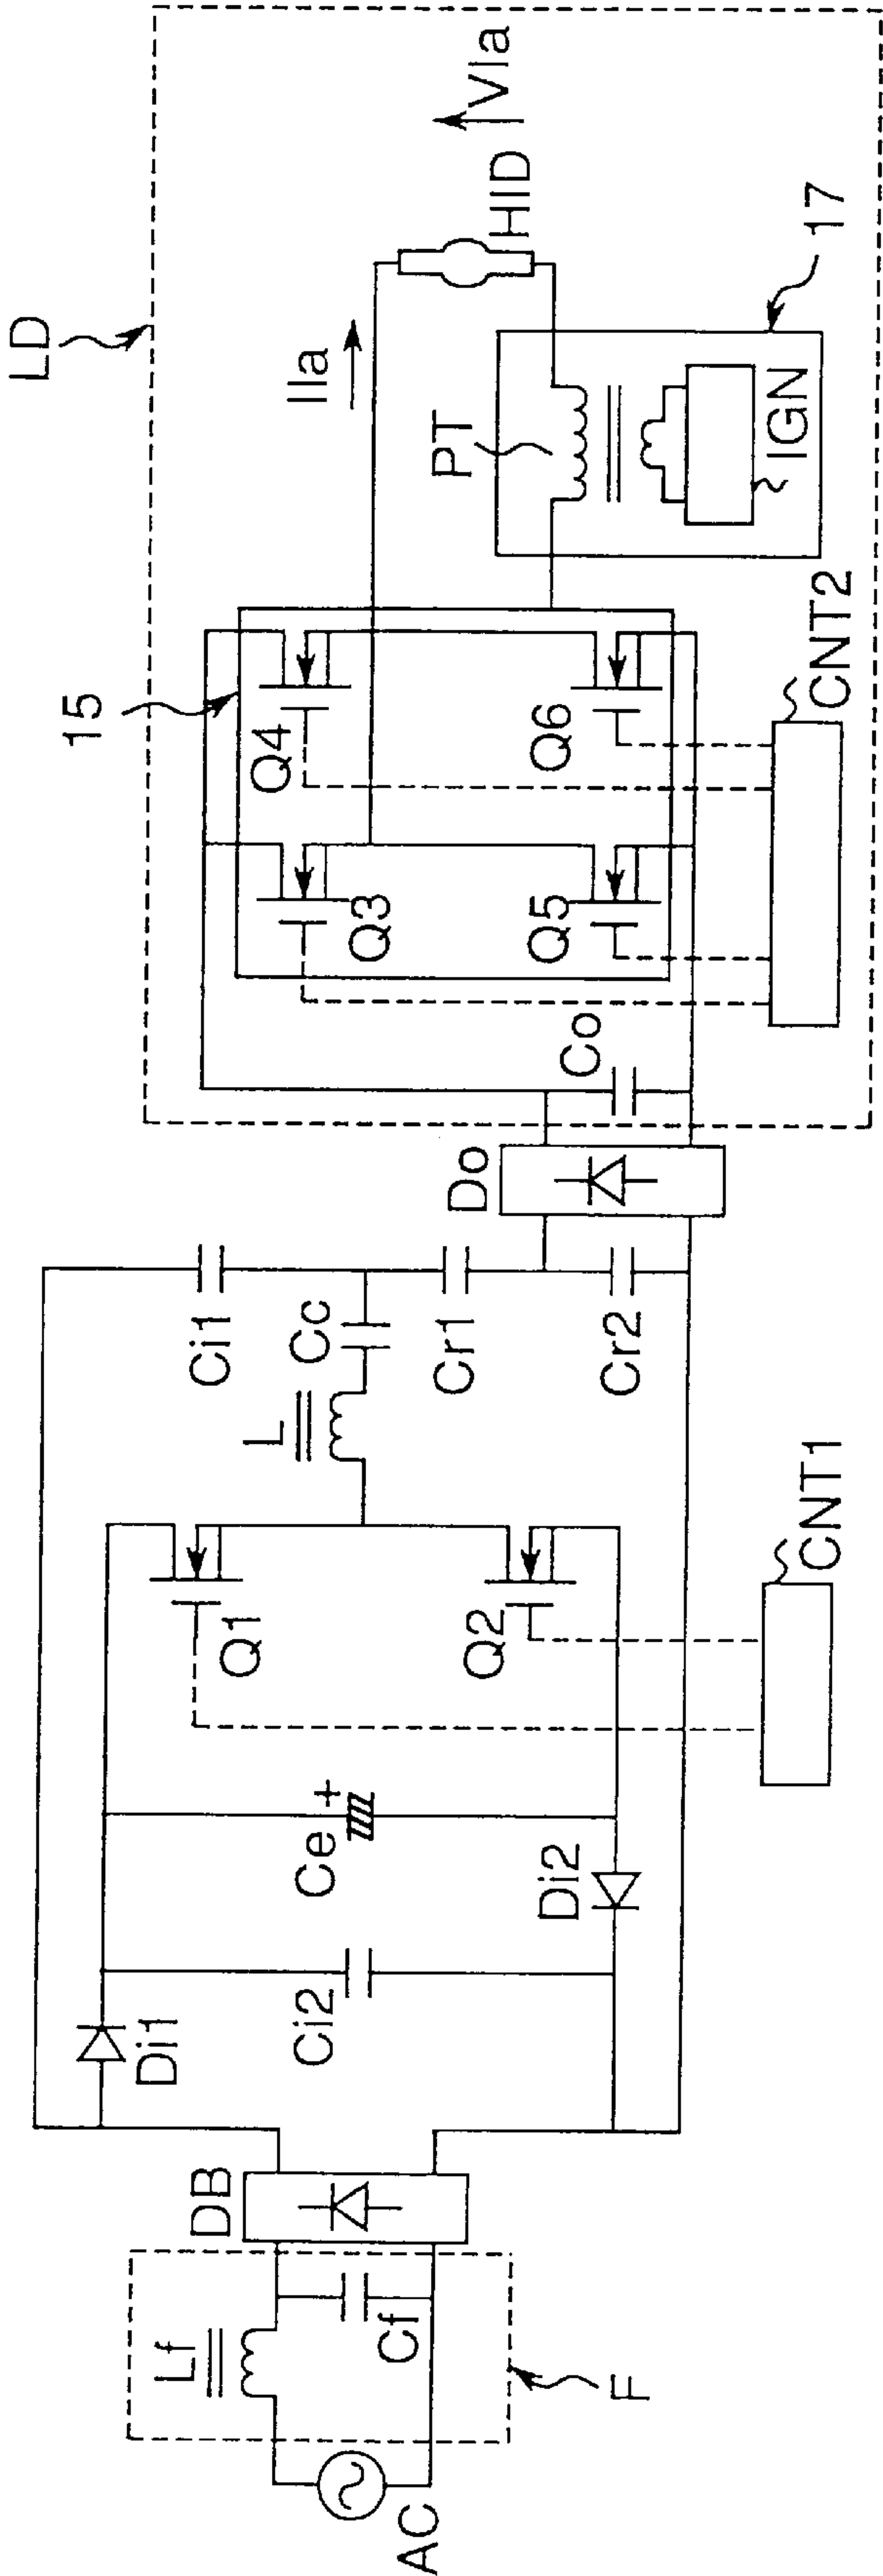 AC
Lf
Cf
F
DB
Di1
Ci2
Di2
Ce
+
Q1
Q2
CNT1
L
Cc
Ci1
Cr1
Cr2
Do
Co
LD
15
Q3
Q4
Q5
Q6
CNT2
Ila
PT
IGN
17
HID
Vla